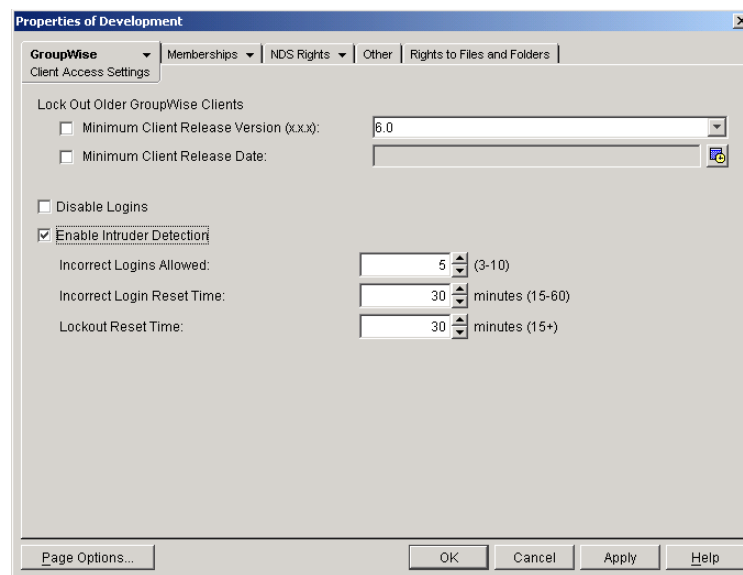 Properties of Development
GroupWise Memberships NDS Rights Other Rights to Files and Folders
Client Access Settings
Lock Out Older GroupWise Clients
Minimum Client Release Version (x.x.x): 6.0
Minimum Client Release Date:
Disable Logins
Enable Intruder Detection
Incorrect Logins Allowed: 5 (3-10)
Incorrect Login Reset Time: 30 minutes (15-60)
Lockout Reset Time: 30 minutes (15+)
Page Options... OK Cancel Apply Help